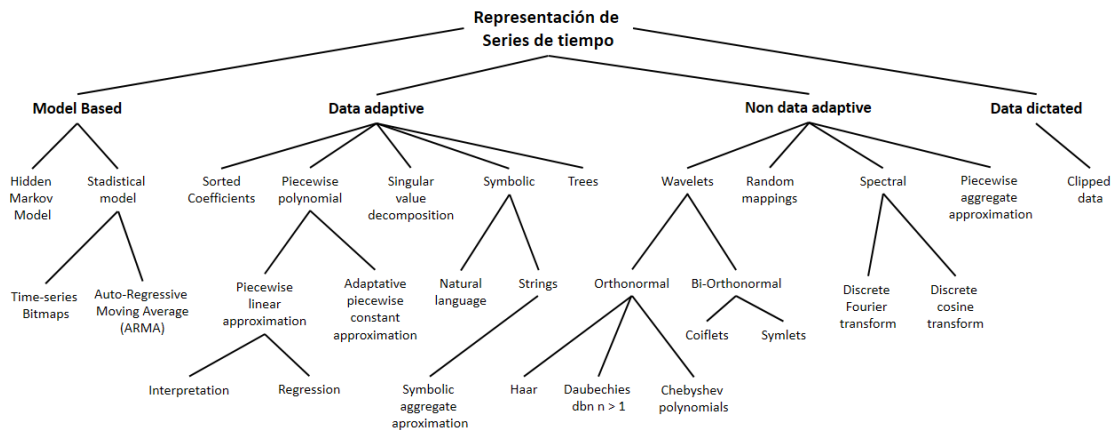 Representación de
Series de tiempo
Model Based
Data adaptive
Non data adaptive
Data dictated
Hidden
Markov
Model
Stadistical
model
Sorted
Coefficients
Piecewise
polynomial
Singular
value
decomposition
Symbolic
Trees
Wavelets
Random
mappings
Spectral
Piecewise
aggregate
approximation
Clipped
data
Time-series
Bitmaps
Auto-Regressive
Moving Average
(ARMA)
Piecewise
linear
approximation
Adaptative
piecewise
constant
approximation
Natural
language
Strings
Orthonormal
Bi-Orthonormal
Discrete
Fourier
transform
Discrete
cosine
transform
Coiflets
Symlets
Interpretation
Regression
Symbolic
aggregate
aproximation
Haar
Daubechies
dbn n > 1
Chebyshev
polynomials